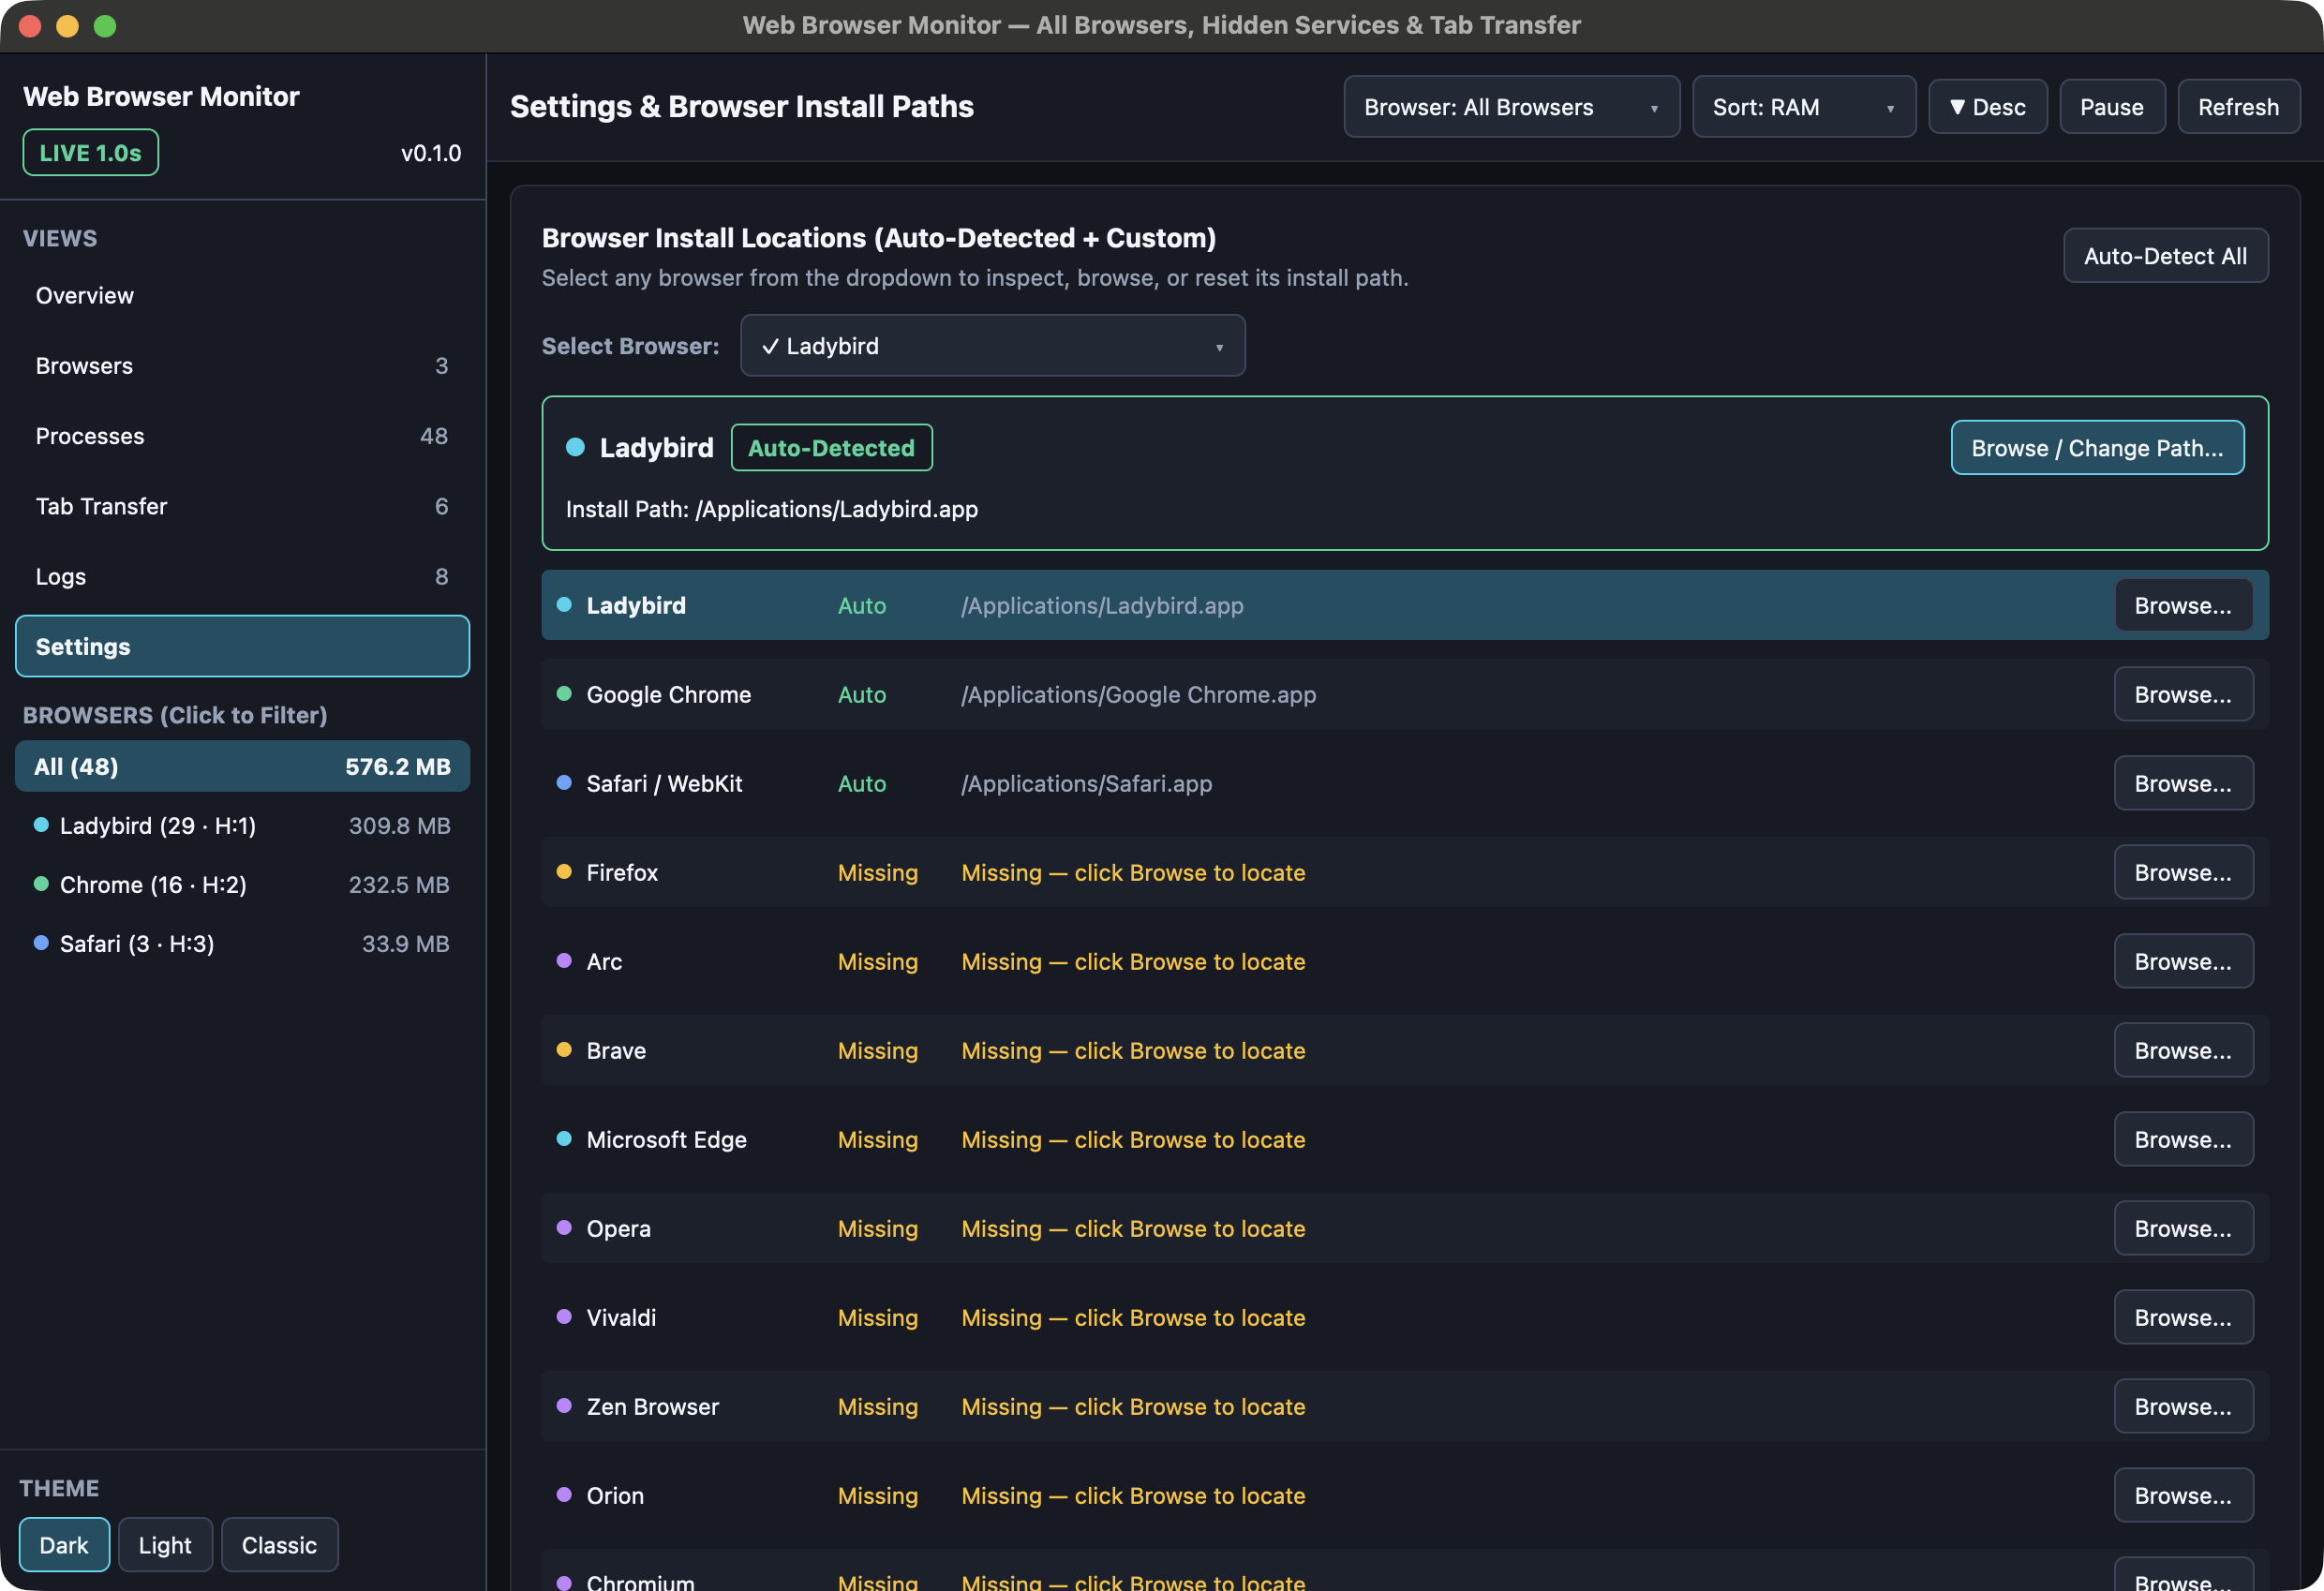 Web Browser Monitor — All Browsers, Hidden Services & Tab Transfer
Web Browser Monitor
LIVE 1.0s
v0.1.0
VIEWS
Overview
Browsers 3
Processes 48
Tab Transfer 6
Logs 8
Settings
BROWSERS (Click to Filter)
All (48) 576.2 MB
Ladybird (29 · H:1) 309.8 MB
Chrome (16 · H:2) 232.5 MB
Safari (3 · H:3) 33.9 MB
THEME
Dark Light Classic
Settings & Browser Install Paths
Browser: All Browsers ▾ Sort: RAM ▾ ▼ Desc Pause Refresh
Browser Install Locations (Auto-Detected + Custom)
Select any browser from the dropdown to inspect, browse, or reset its install path.
Auto-Detect All
Select Browser: ✓ Ladybird ▾
Ladybird Auto-Detected Browse / Change Path...
Install Path: /Applications/Ladybird.app
Ladybird Auto /Applications/Ladybird.app Browse...
Google Chrome Auto /Applications/Google Chrome.app Browse...
Safari / WebKit Auto /Applications/Safari.app Browse...
Firefox Missing Missing — click Browse to locate Browse...
Arc Missing Missing — click Browse to locate Browse...
Brave Missing Missing — click Browse to locate Browse...
Microsoft Edge Missing Missing — click Browse to locate Browse...
Opera Missing Missing — click Browse to locate Browse...
Vivaldi Missing Missing — click Browse to locate Browse...
Zen Browser Missing Missing — click Browse to locate Browse...
Orion Missing Missing — click Browse to locate Browse...
Chromium Missing Missing — click Browse to locate Browse...